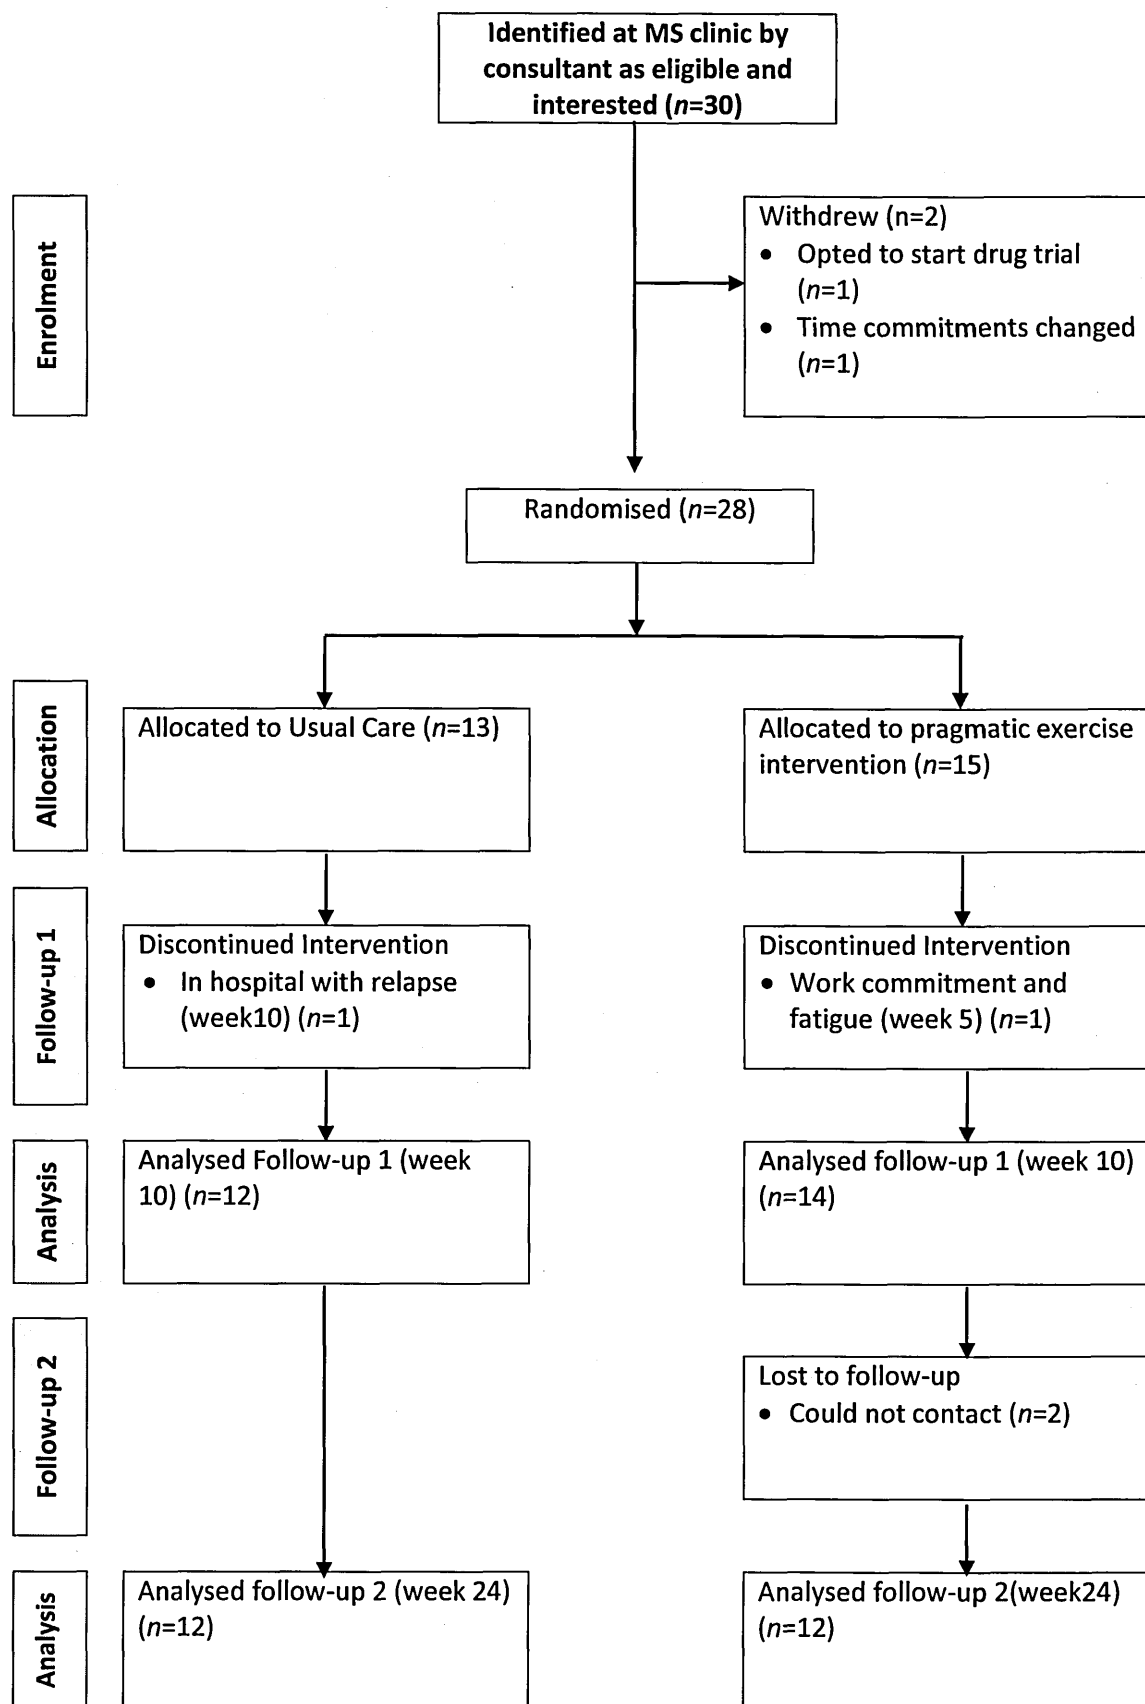 Identified at MS clinic by
consultant as eligible and
interested (n=30)
Enrolment
Withdrew (n=2)
• Opted to start drug trial
(n=1)
• Time commitments changed
(n=1)
Randomised (n=28)
Allocation
Allocated to Usual Care (n=13)
Allocated to pragmatic exercise
intervention (n=15)
Follow-up 1
Discontinued Intervention
• In hospital with relapse
(week10) (n=1)
Discontinued Intervention
• Work commitment and
fatigue (week 5) (n=1)
Analysis
Analysed Follow-up 1 (week
10) (n=12)
Analysed follow-up 1 (week 10)
(n=14)
Follow-up 2
Lost to follow-up
• Could not contact (n=2)
Analysis
Analysed follow-up 2 (week 24)
(n=12)
Analysed follow-up 2(week24)
(n=12)